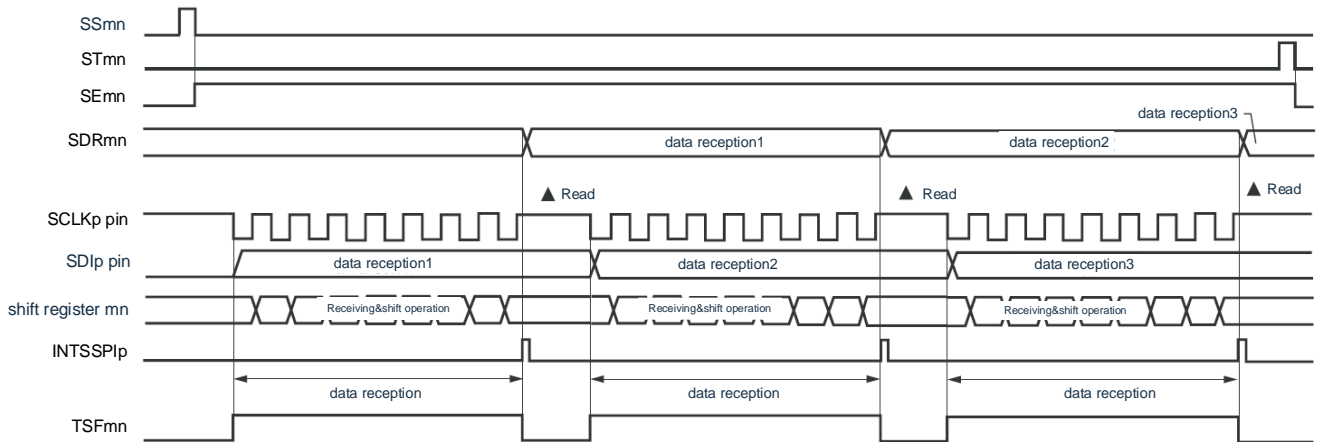 SSmn
STmn
SEmn
data reception3
SDRmn
data reception1
data reception2
▲ Read
▲ Read
▲ Read
SCLKp pin
SDIp pin
data reception1
data reception2
data reception3
shift register mn
Receiving&shift operation
Receiving&shift operation
Receiving&shift operation
INTSSPIp
data reception
data reception
data reception
TSFmn